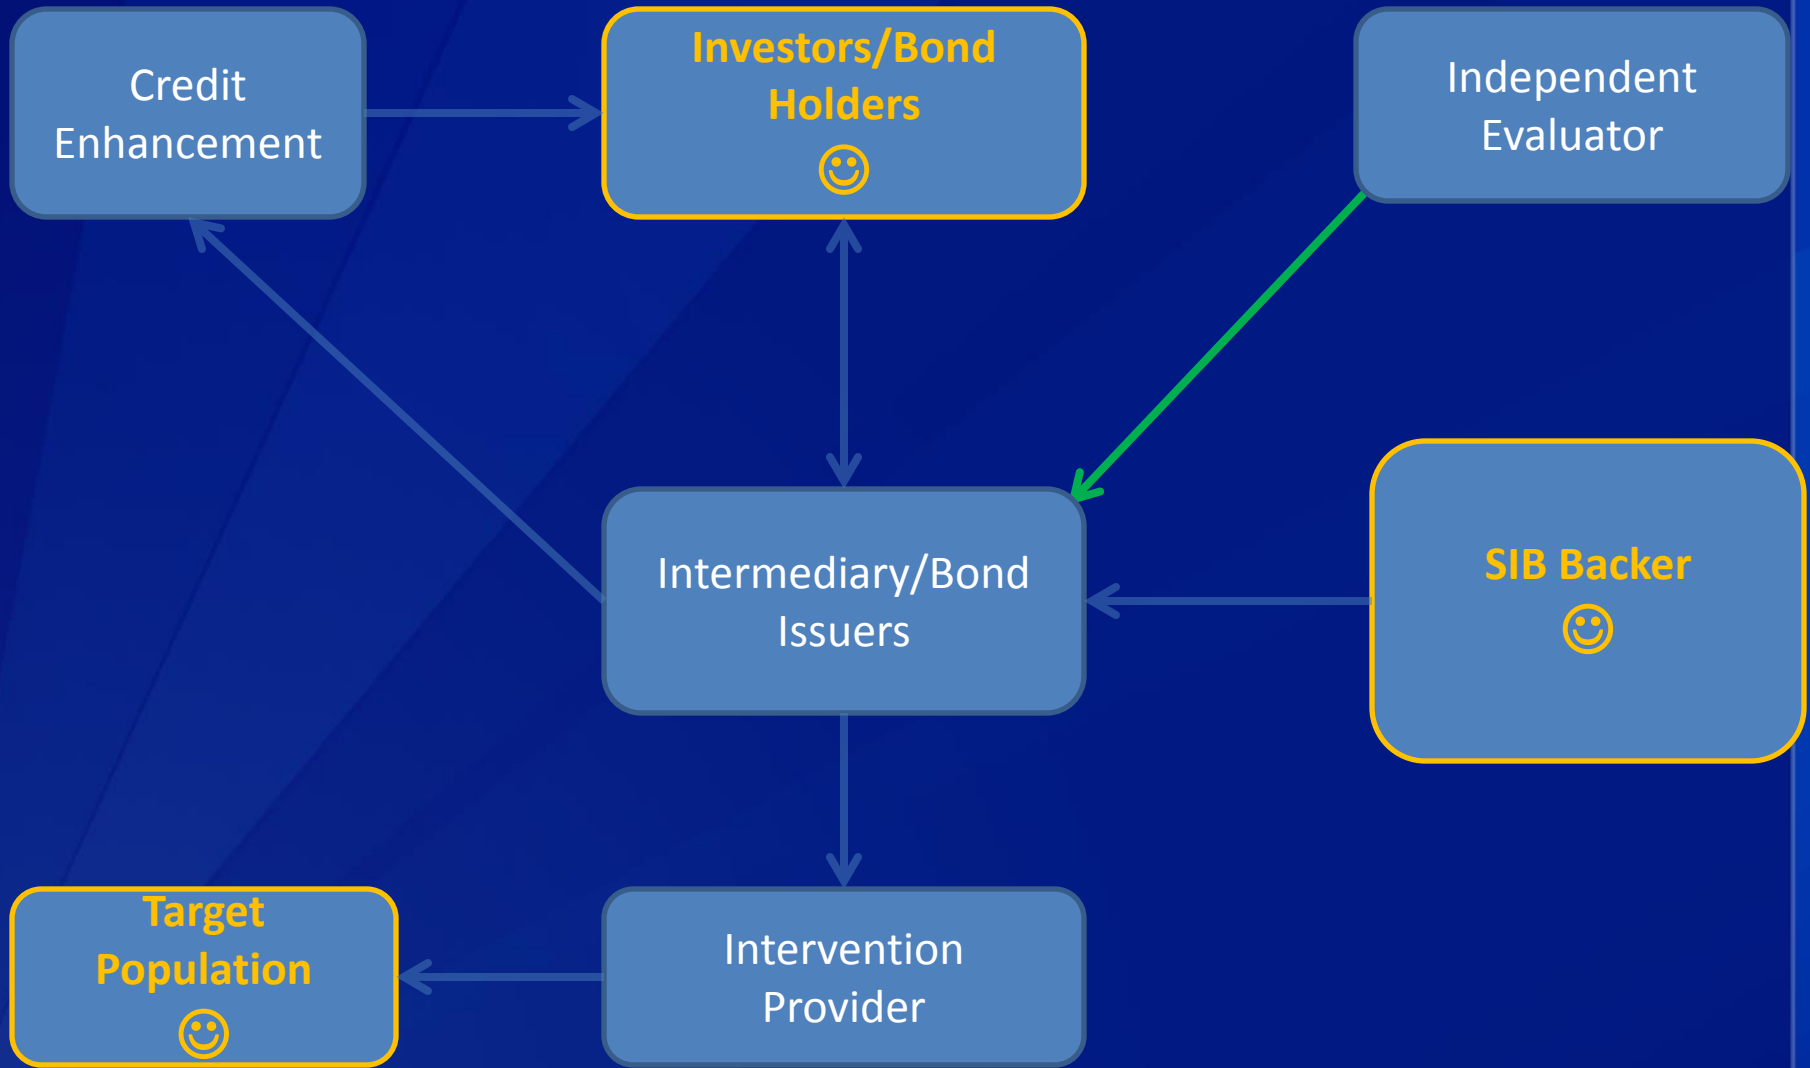 Credit
Enhancement
Investors/Bond
Holders
Independent
Evaluator
Intermediary/Bond
Issuers
SIB Backer
Target
Population
Intervention
Provider